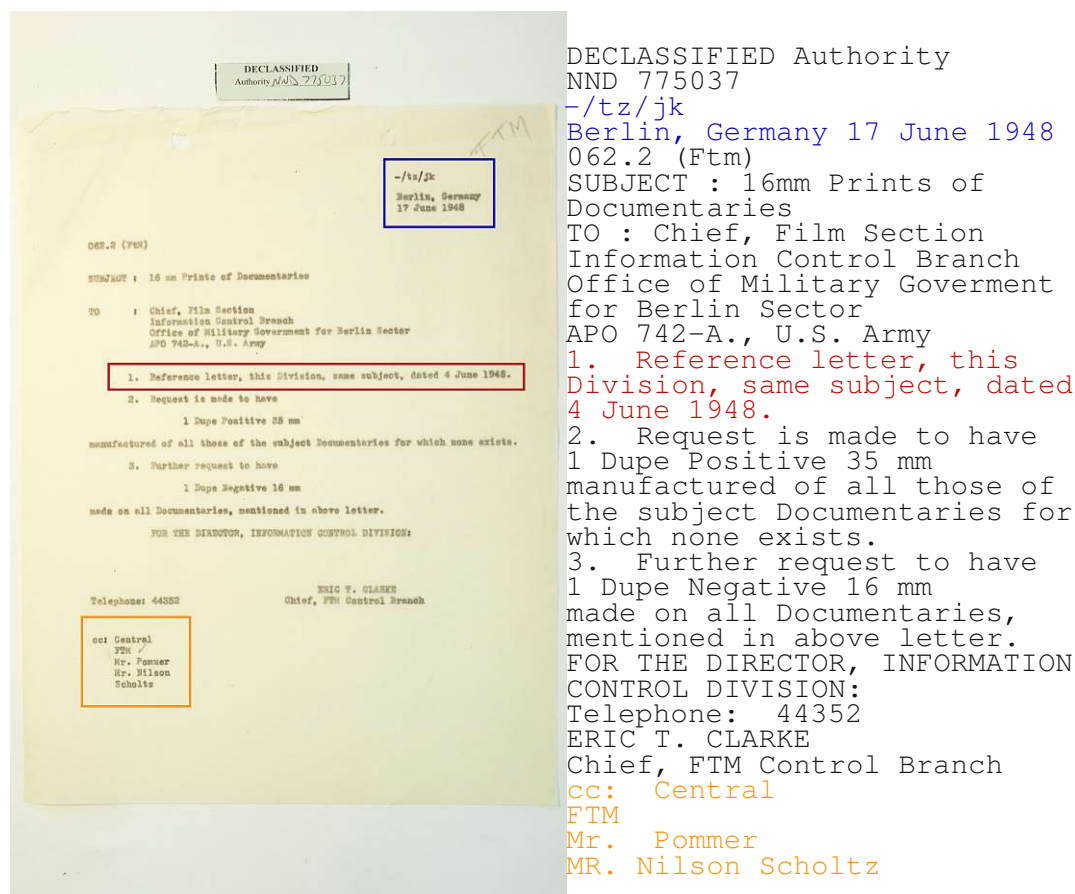 DECLASSIFIED
Authority NND 775037
FTM
-/tz/jk
Berlin, Germany
17 June 1948
062.2 (FTM)
SUBJECT : 16 mm Prints of Documentaries
TO : Chief, Film Section
Information Control Branch
Office of Military Government for Berlin Sector
APO 742-A., U.S. Army
1. Reference letter, this Division, same subject, dated 4 June 1948.
2. Request is made to have
1 Dupe Positive 35 mm
manufactured of all those of the subject Documentaries for which none exists.
3. Further request to have
1 Dupe Negative 16 mm
made on all Documentaries, mentioned in above letter.
FOR THE DIRECTOR, INFORMATION CONTROL DIVISION:
ERIC T. CLARKE
Telephone: 44352 Chief, FTM Control Branch
cc: Central
FTM
Mr. Pommer
Mr. Nilson
Scholtz
DECLASSIFIED Authority
NND 775037
-/tz/jk
Berlin, Germany 17 June 1948
062.2 (Ftm)
SUBJECT : 16mm Prints of
Documentaries
TO : Chief, Film Section
Information Control Branch
Office of Military Goverment
for Berlin Sector
APO 742-A., U.S. Army
1. Reference letter, this
Division, same subject, dated
4 June 1948.
2. Request is made to have
1 Dupe Positive 35 mm
manufactured of all those of
the subject Documentaries for
which none exists.
3. Further request to have
1 Dupe Negative 16 mm
made on all Documentaries,
mentioned in above letter.
FOR THE DIRECTOR, INFORMATION
CONTROL DIVISION:
Telephone: 44352
ERIC T. CLARKE
Chief, FTM Control Branch
cc: Central
FTM
Mr. Pommer
MR. Nilson Scholtz